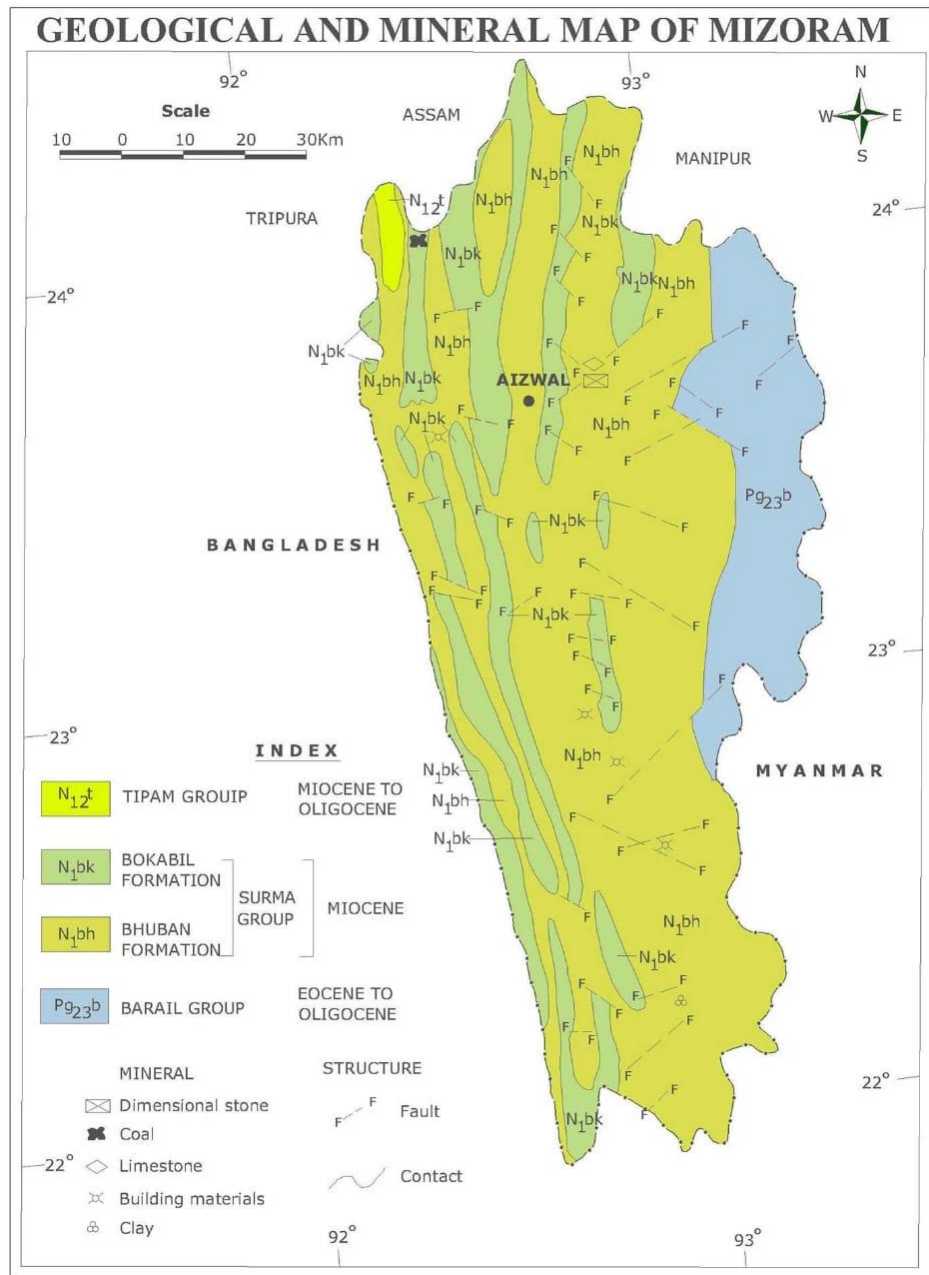 GEOLOGICAL AND MINERAL MAP OF MIZORAM
92°
93°
N
W E
S
Scale
10 0 10 20 30Km
ASSAM
MANIPUR
TRIPURA
24°
24°
N12t
N1bh
N1bh
N1bh
N1bk
N1bk
N1bk
N1bh
N1bk
N1bh
N1bh
N1bk
AIZWAL
N1bk
N1bh
Pg23b
BANGLADESH
N1bk
N1bk
23°
23°
INDEX
N1bh
MYANMAR
N1bk
N1bh
N1bk
N12t TIPAM GROUIP MIOCENE TO OLIGOCENE
N1bk BOKABIL FORMATION
SURMA GROUP
MIOCENE
N1bh BHUBAN FORMATION
N1bh
N1bk
Pg23b BARAIL GROUP EOCENE TO OLIGOCENE
MINERAL
STRUCTURE
Dimensional stone
F F Fault
Coal
Limestone
Contact
Building materials
Clay
N1bk
22°
22°
92°
93°